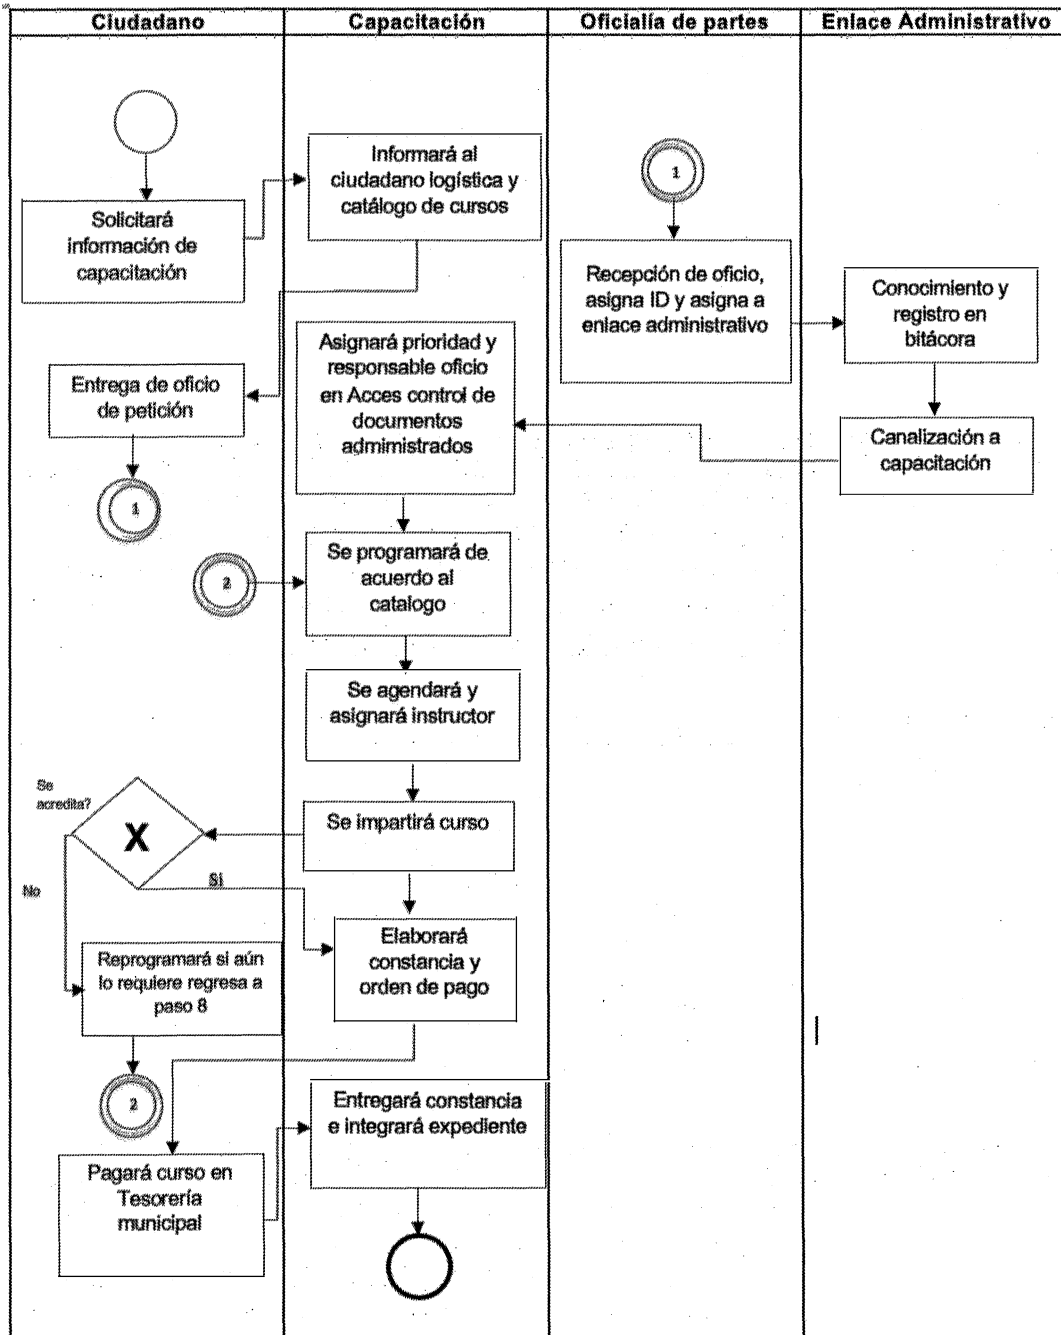 Ciudadano
Capacitación
Oficialía de partes
Enlace Administrativo
Solicitará
información de
capacitación
Informará al
ciudadano logística y
catálogo de cursos
1
Recepción de oficio,
asigna ID y asigna a
enlace administrativo
Conocimiento y
registro en
bitácora
Entrega de oficio
de petición
1
Asignará prioridad y
responsable oficio
en Acces control de
documentos
admimistrados
Canalización a
capacitación
2
Se programará de
acuerdo al
catalogo
Se agendará y
asignará instructor
Se
acredita?
X
Se impartirá curso
No
Si
Elaborará
constancia y
orden de pago
Reprogramará si aún
lo requiere regresa a
paso 8
2
Entregará constancia
e integrará expediente
Pagará curso en
Tesorería
municipal